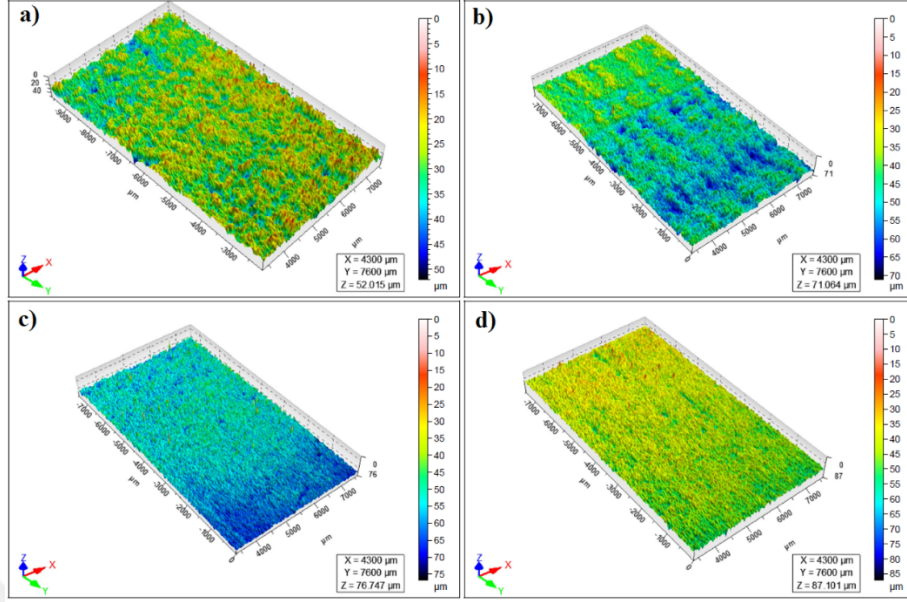 a)
0
5
10
15
20
25
30
35
40
45
50
µm
0
20
40
-9000
-8000
-7000
-6000
-5000
-4000
-3000
µm
4000
5000
6000
7000
µm
Z
X
Y
X = 4300 µm
Y = 7600 µm
Z = 52.015 µm
b)
0
5
10
15
20
25
30
35
40
45
50
55
60
65
70
µm
0
71
-7000
-6000
-5000
-4000
-3000
-2000
-1000
0
µm
4000
5000
6000
7000
µm
Z
X
Y
X = 4300 µm
Y = 7600 µm
Z = 71.064 µm
c)
0
5
10
15
20
25
30
35
40
45
50
55
60
65
70
75
µm
0
76
-7000
-6000
-5000
-4000
-3000
-2000
-1000
0
µm
4000
5000
6000
7000
µm
Z
X
Y
X = 4300 µm
Y = 7600 µm
Z = 76.747 µm
d)
0
5
10
15
20
25
30
35
40
45
50
55
60
65
70
75
80
85
µm
0
87
-7000
-6000
-5000
-4000
-3000
-2000
-1000
0
µm
4000
5000
6000
7000
µm
Z
X
Y
X = 4300 µm
Y = 7600 µm
Z = 87.101 µm